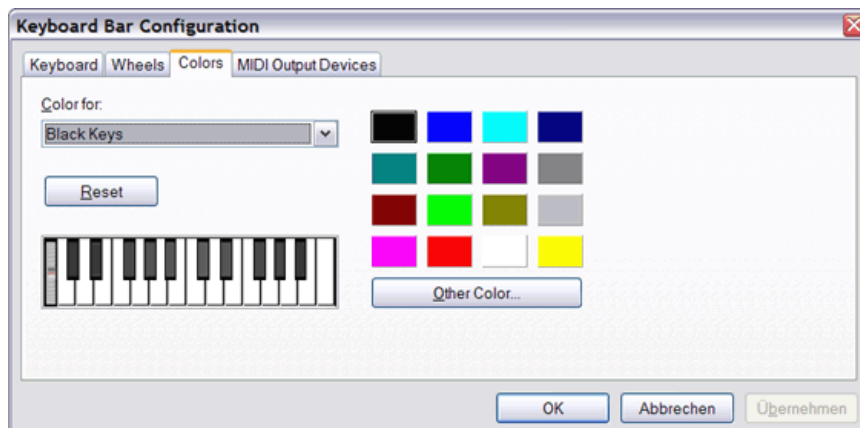 Keyboard Bar Configuration
Keyboard Wheels Colors MIDI Output Devices
Color for:
Black Keys
Reset
Other Color...
OK Abbrechen Übernehmen